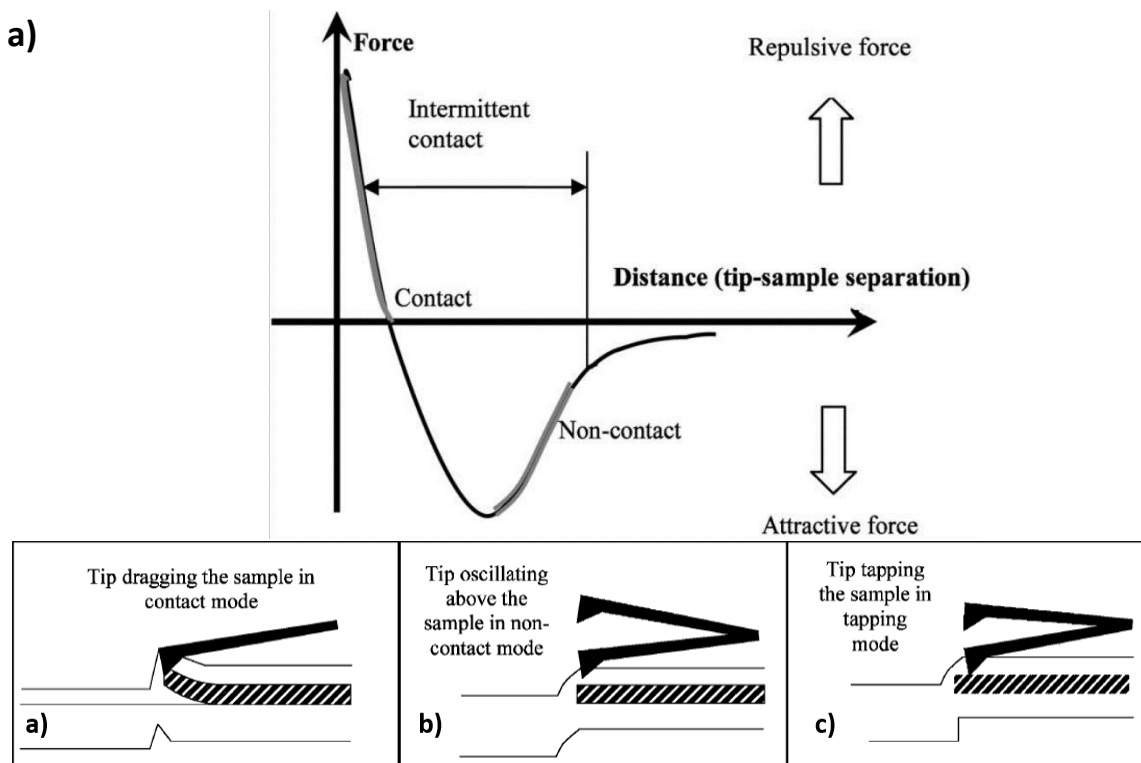 a)
Force
Repulsive force
Intermittent
contact
Distance (tip-sample separation)
Contact
Non-contact
Attractive force
Tip dragging the sample in
contact mode
a)
Tip oscillating
above the
sample in non-
contact mode
b)
Tip tapping
the sample in
tapping
mode
c)